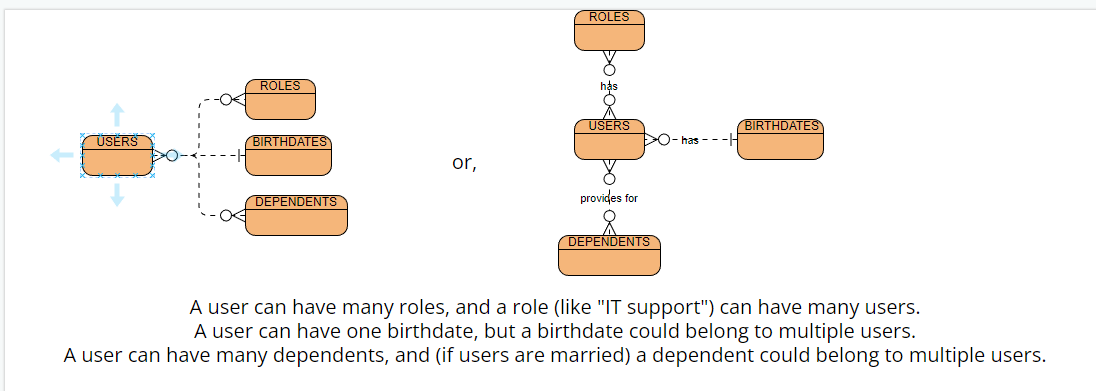 ROLES
USERS
BIRTHDATES
DEPENDENTS
or,
ROLES
has
USERS
has
BIRTHDATES
provides for
DEPENDENTS
A user can have many roles, and a role (like "IT support") can have many users.
A user can have one birthdate, but a birthdate could belong to multiple users.
A user can have many dependents, and (if users are married) a dependent could belong to multiple users.